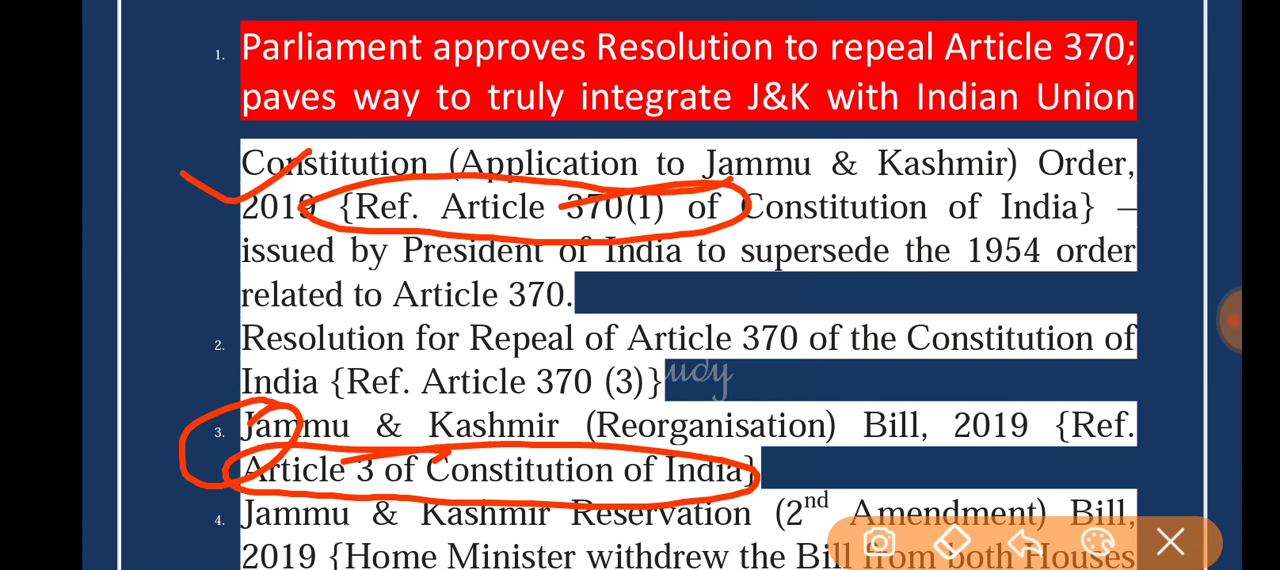 1. Parliament approves Resolution to repeal Article 370;
paves way to truly integrate J&K with Indian Union
Constitution (Application to Jammu & Kashmir) Order,
2019 {Ref. Article 370(1) of Constitution of India} –
issued by President of India to supersede the 1954 order
related to Article 370.
2. Resolution for Repeal of Article 370 of the Constitution of
India {Ref. Article 370 (3)}
3. Jammu & Kashmir (Reorganisation) Bill, 2019 {Ref.
Article 3 of Constitution of India}
4. Jammu & Kashmir Reservation (2nd Amendment) Bill,
2019 {Home Minister withdrew the Bill from both Houses